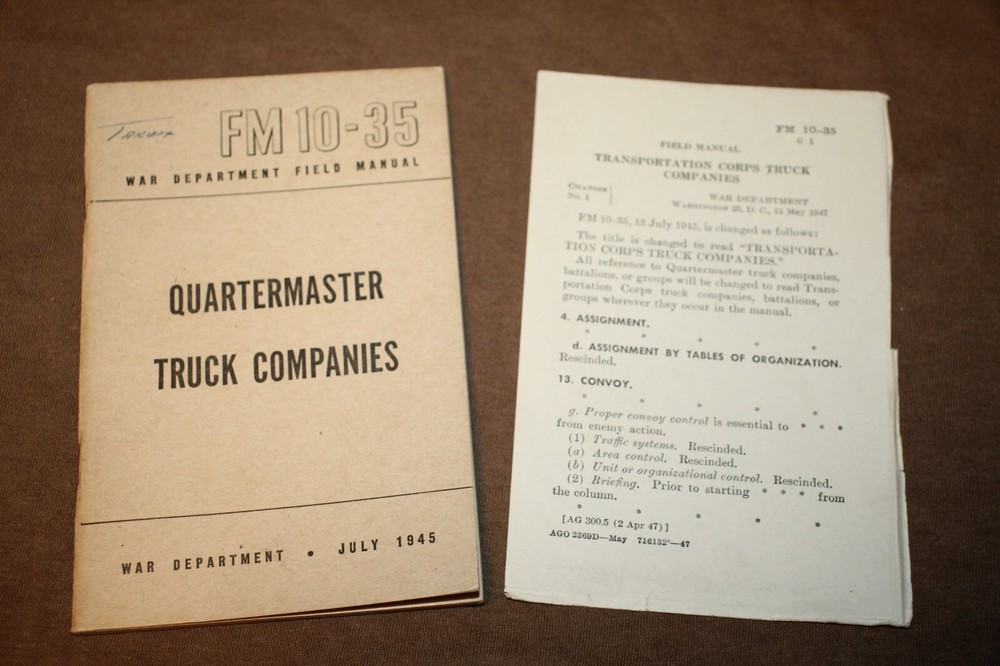 FM 10-35
WAR DEPARTMENT FIELD MANUAL
QUARTERMASTER
TRUCK COMPANIES
WAR DEPARTMENT • JULY 1945
FM 10-35
C 1
FIELD MANUAL
TRANSPORTATION CORPS TRUCK
COMPANIES
CHANGES
No. 1
WAR DEPARTMENT
WASHINGTON 25, D. C., 12 May 1947
FM 10-35, 13 July 1945, is changed as follows:
The title is changed to read "TRANSPORTA-
TION CORPS TRUCK COMPANIES."
All reference to Quartermaster truck companies,
battalions, or groups will be changed to read Trans-
portation Corps truck companies, battalions, or
groups wherever they occur in the manual.
4. ASSIGNMENT.
* * * * *
d. ASSIGNMENT BY TABLES OF ORGANIZATION.
Rescinded.
13. CONVOY.
* * * * *
g. Proper convoy control is essential to * * *
from enemy action.
(1) Traffic systems. Rescinded.
(a) Area control. Rescinded.
(b) Unit or organizational control. Rescinded.
(2) Briefing. Prior to starting * * * from
the column.
* * * * *
[AG 300.5 (2 Apr 47)]
AGO 2369D—May 716132°—47